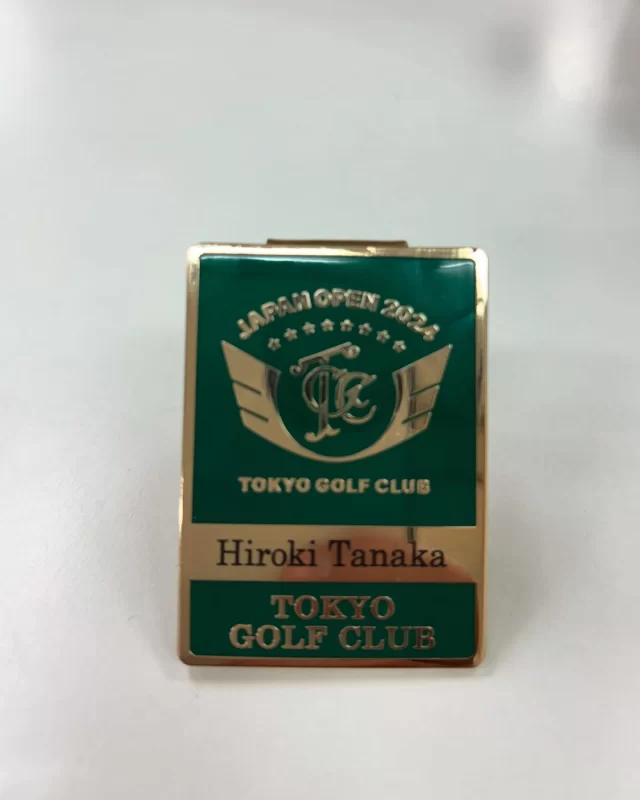 JAPAN OPEN 2024
TGC
TOKYO GOLF CLUB
Hiroki Tanaka
TOKYO
GOLF CLUB